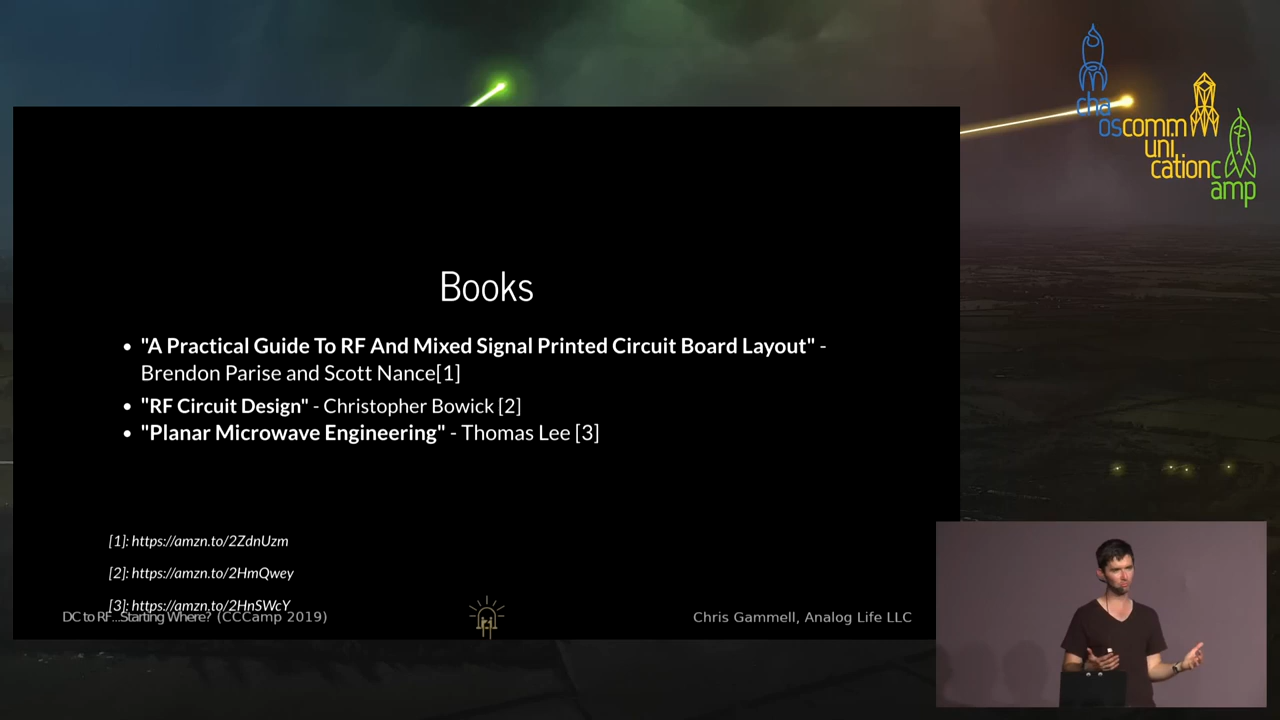 chaoscommunicationcamp
Books
"A Practical Guide To RF And Mixed Signal Printed Circuit Board Layout" -
Brendon Parise and Scott Nance[1]
"RF Circuit Design" - Christopher Bowick [2]
"Planar Microwave Engineering" - Thomas Lee [3]
[1]: https://amzn.to/2ZdnUzm
[2]: https://amzn.to/2HmQwey
[3]: https://amzn.to/2HnSWcY
DC to RF...Starting Where? (CCCamp 2019)
Chris Gammell, Analog Life LLC